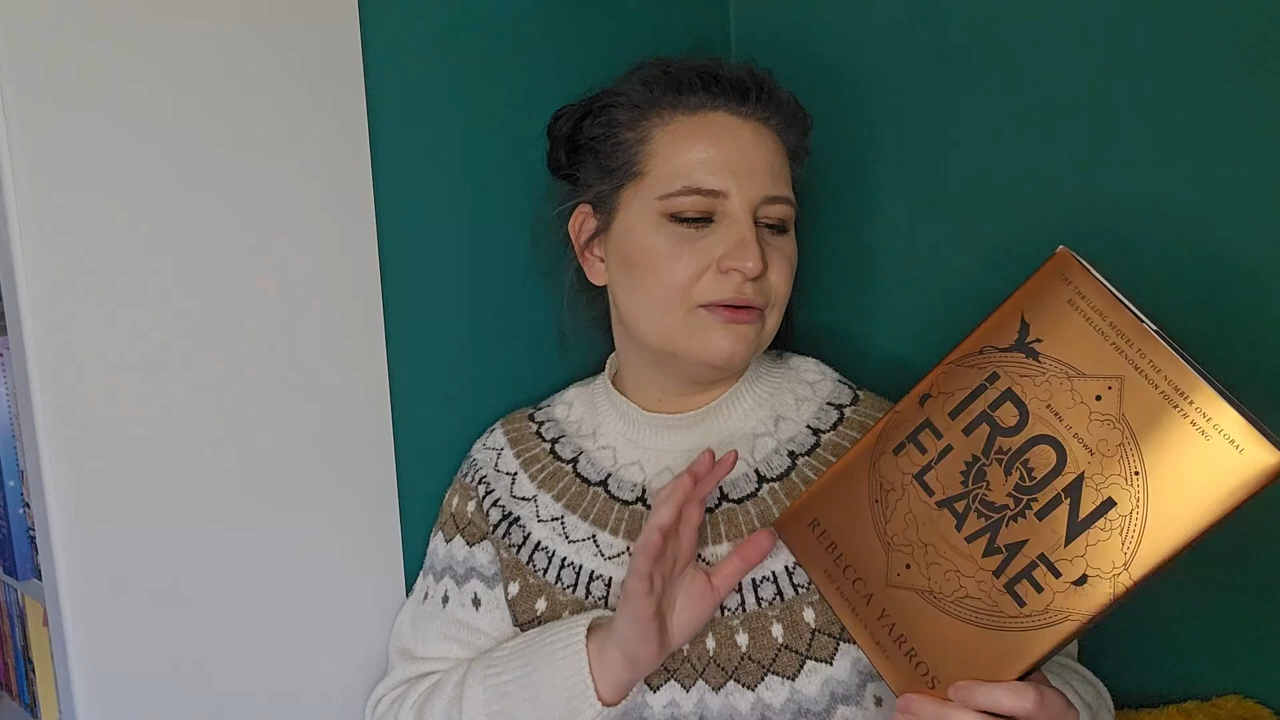 THE THRILLING SEQUEL TO THE NUMBER ONE GLOBAL
BESTSELLING PHENOMENON FOURTH WING
BURN IT DOWN
IRON
FLAME
REBECCA YARROS